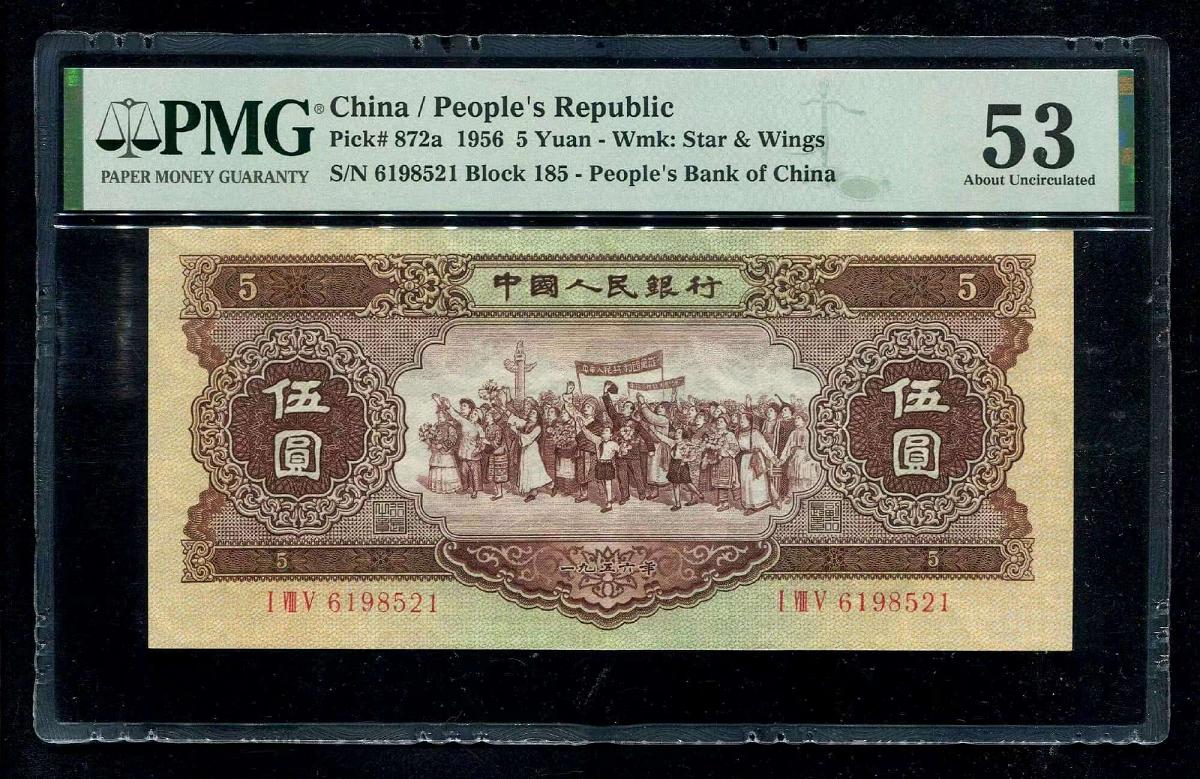 PMG® China / People's Republic
Pick# 872a 1956 5 Yuan - Wmk: Star & Wings
PAPER MONEY GUARANTY
S/N 6198521 Block 185 - People's Bank of China
53
About Uncirculated
5 中國人民銀行 5
伍圓 伍圓
5 一九五六年 5
I VIII V 6198521 I VIII V 6198521